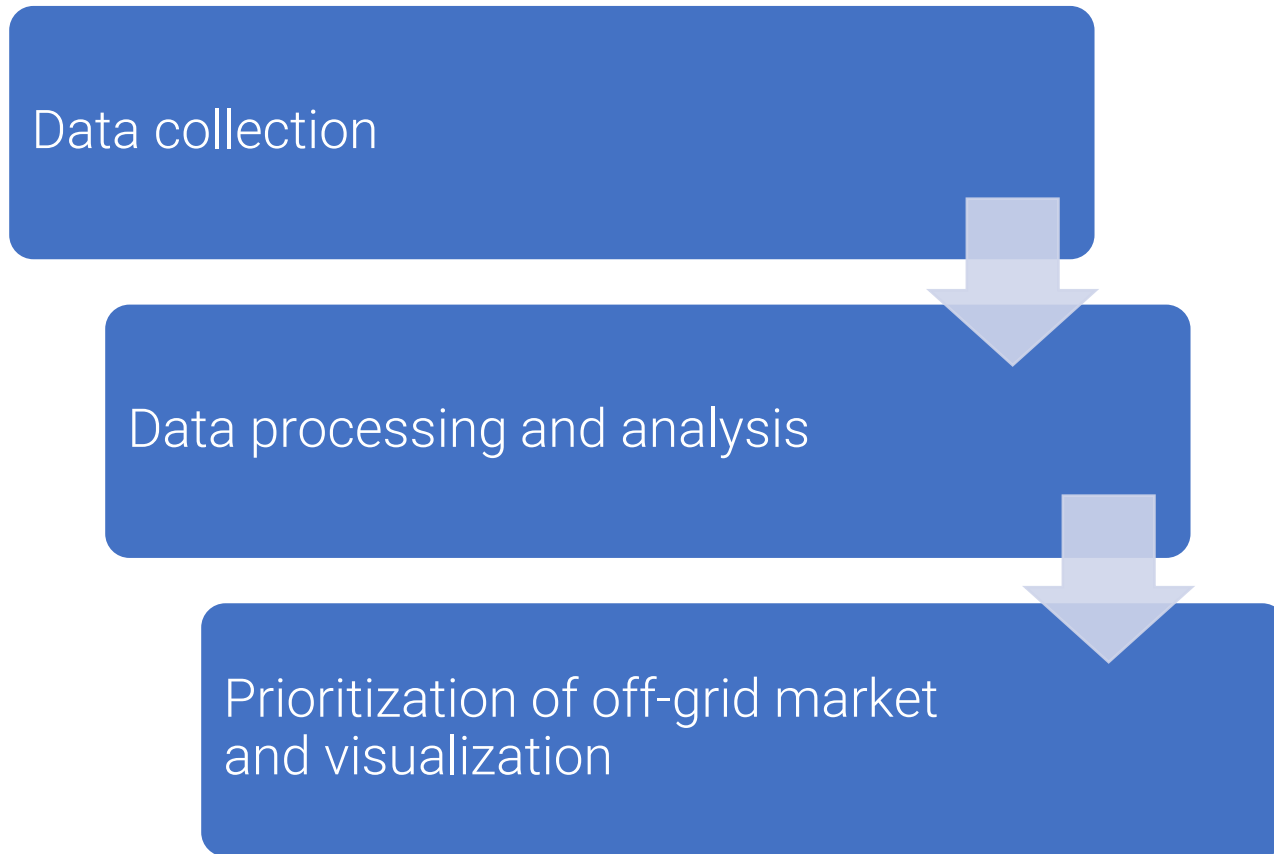 Data collection
Data processing and analysis
Prioritization of off-grid market
and visualization